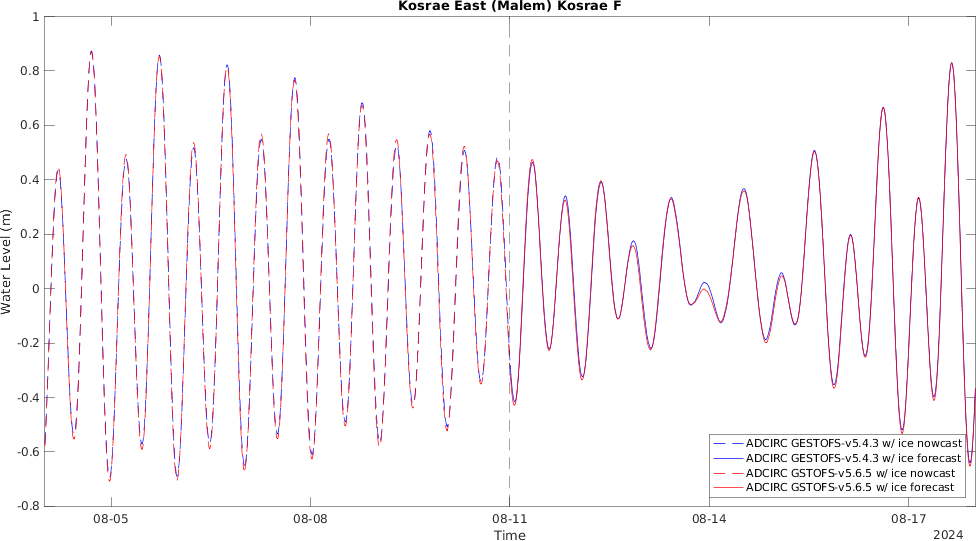 Kosrae East (Malem) Kosrae F
1
0.8
0.6
0.4
0.2
0
-0.2
-0.4
-0.6
-0.8
Water Level (m)
ADCIRC GESTOFS-v5.4.3 w/ ice nowcast
ADCIRC GESTOFS-v5.4.3 w/ ice forecast
ADCIRC GSTOFS-v5.6.5 w/ ice nowcast
ADCIRC GSTOFS-v5.6.5 w/ ice forecast
08-05 08-08 08-11 08-14 08-17
Time
2024